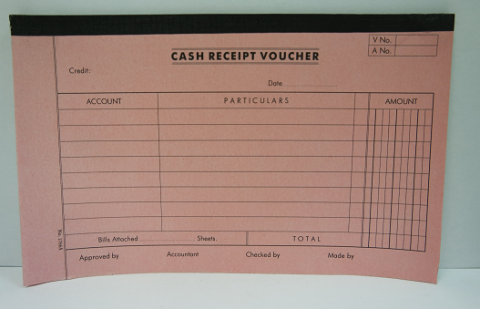 V No.
A No.
CASH RECEIPT VOUCHER
Credit:
Date
ACCOUNT PARTICULARS AMOUNT
Bills Attached Sheets. TOTAL
Approved by Accountant Checked by Made by